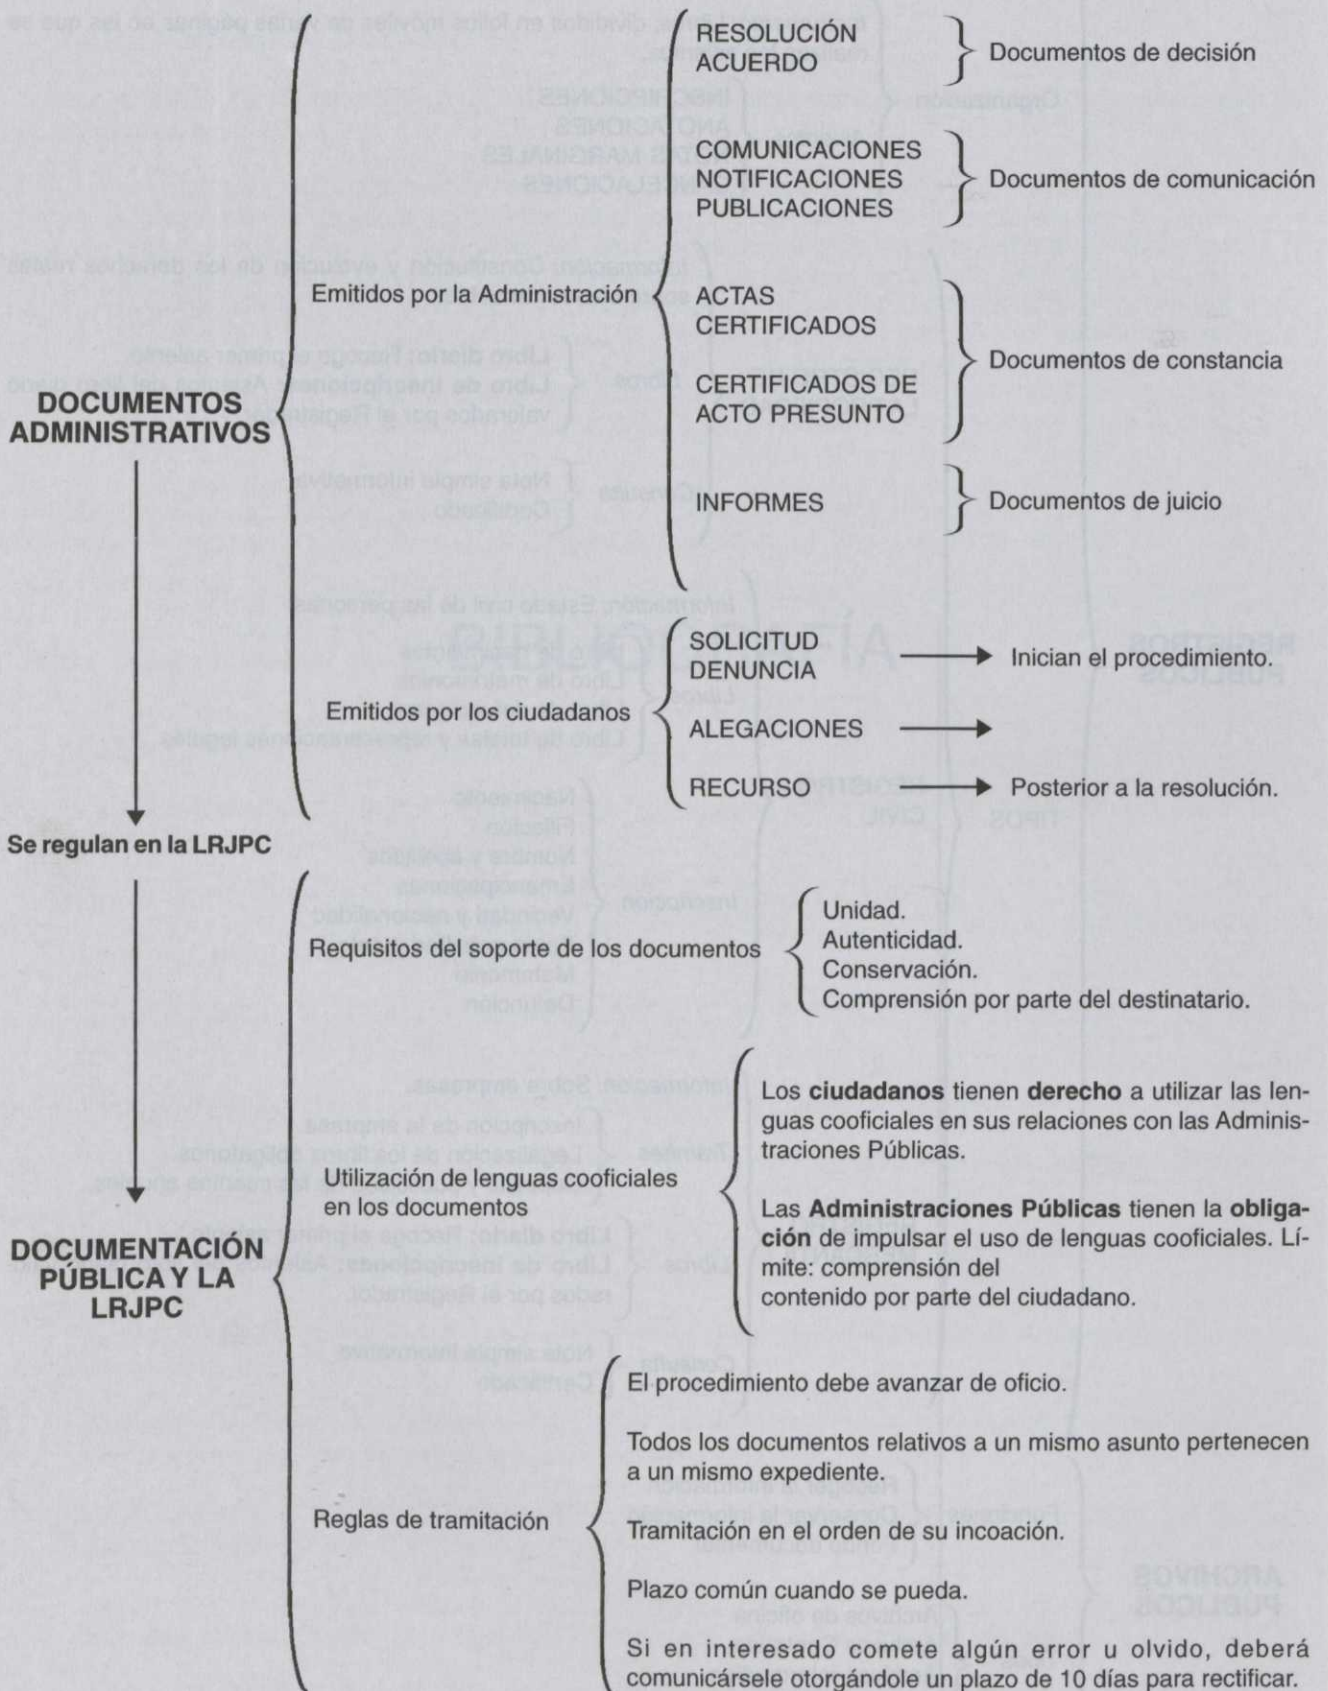 RESOLUCIÓN
ACUERDO
Documentos de decisión
COMUNICACIONES
NOTIFICACIONES
PUBLICACIONES
Documentos de comunicación
Emitidos por la Administración
ACTAS
CERTIFICADOS
CERTIFICADOS DE
ACTO PRESUNTO
Documentos de constancia
INFORMES
Documentos de juicio
DOCUMENTOS
ADMINISTRATIVOS
Emitidos por los ciudadanos
SOLICITUD
DENUNCIA
Inician el procedimiento.
ALEGACIONES
RECURSO
Posterior a la resolución.
Se regulan en la LRJPC
Requisitos del soporte de los documentos
Unidad.
Autenticidad.
Conservación.
Comprensión por parte del destinatario.
Utilización de lenguas cooficiales
en los documentos
Los ciudadanos tienen derecho a utilizar las len-
guas cooficiales en sus relaciones con las Adminis-
traciones Públicas.
Las Administraciones Públicas tienen la obliga-
ción de impulsar el uso de lenguas cooficiales. Lí-
mite: comprensión del
contenido por parte del ciudadano.
DOCUMENTACIÓN
PÚBLICA Y LA
LRJPC
Reglas de tramitación
El procedimiento debe avanzar de oficio.
Todos los documentos relativos a un mismo asunto pertenecen
a un mismo expediente.
Tramitación en el orden de su incoación.
Plazo común cuando se pueda.
Si en interesado comete algún error u olvido, deberá
comunicársele otorgándole un plazo de 10 días para rectificar.